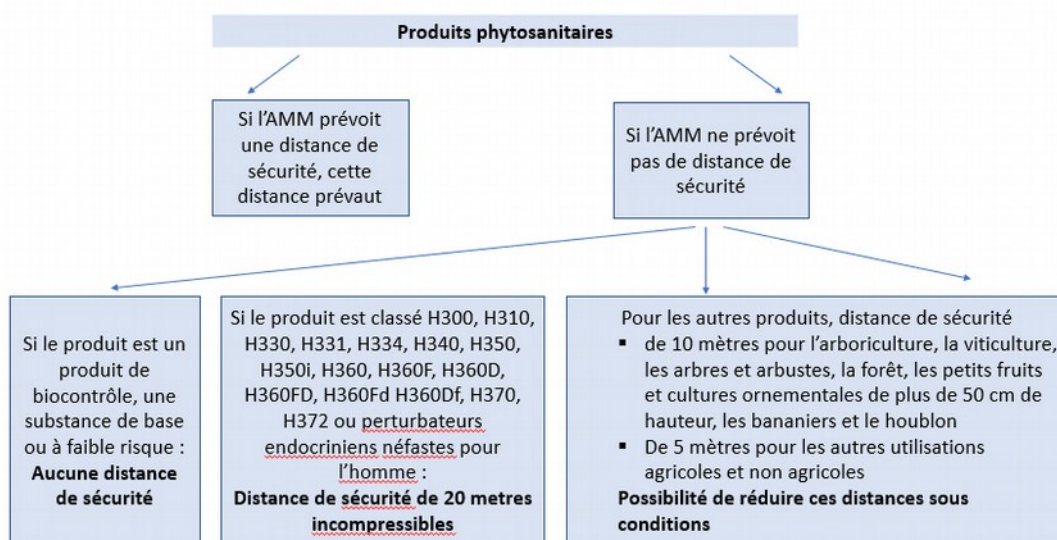 Produits phytosanitaires
Si l’AMM prévoit
une distance de
sécurité, cette
distance prévaut
Si l’AMM ne prévoit
pas de distance de
sécurité
Si le produit est un
produit de
biocontrôle, une
substance de base
ou à faible risque :
Aucune distance
de sécurité
Si le produit est classé H300, H310,
H330, H331, H334, H340, H350,
H350i, H360, H360F, H360D,
H360FD, H360Fd H360Df, H370,
H372 ou perturbateurs
endocriniens néfastes pour
l’homme :
Distance de sécurité de 20 metres
incompressibles
Pour les autres produits, distance de sécurité
▪ de 10 mètres pour l’arboriculture, la viticulture,
les arbres et arbustes, la forêt, les petits fruits
et cultures ornementales de plus de 50 cm de
hauteur, les bananiers et le houblon
▪ De 5 mètres pour les autres utilisations
agricoles et non agricoles
Possibilité de réduire ces distances sous
conditions